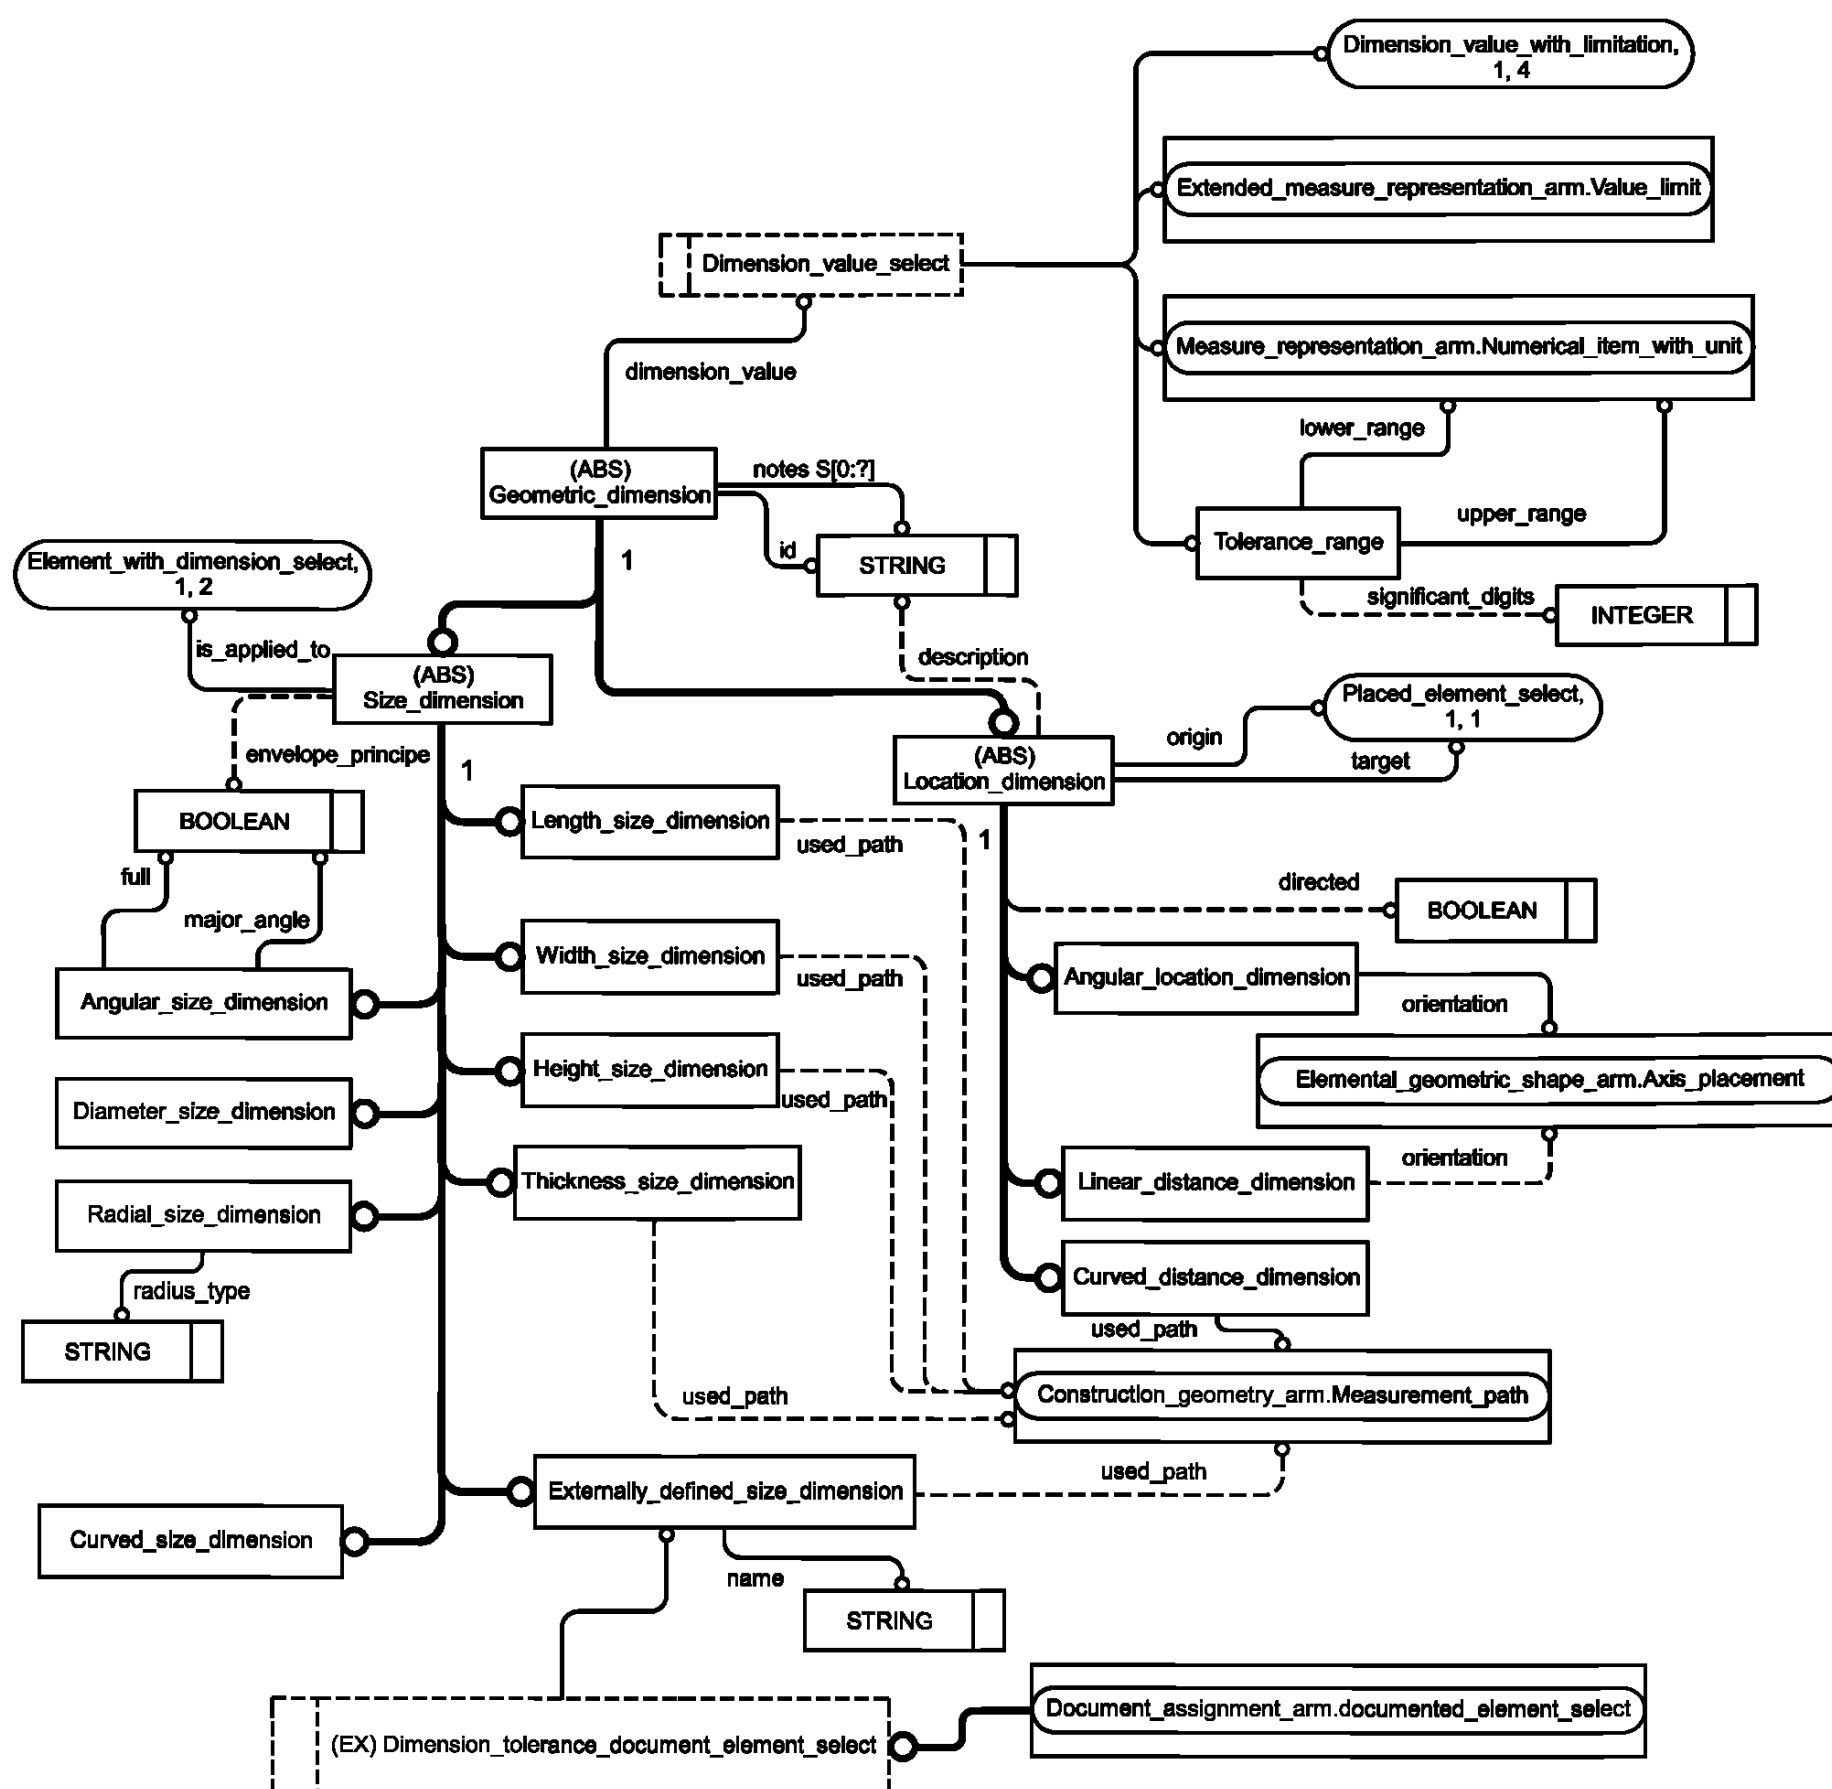 Dimension_value_with_limitation,
1, 4
Extended_measure_representation_arm.Value_limit
Dimension_value_select
Measure_representation_arm.Numerical_item_with_unit
dimension_value
lower_range
(ABS)
Geometric_dimension
notes S[0:?]
id
1
STRING
upper_range
Tolerance_range
significant_digits
INTEGER
Element_with_dimension_select,
1, 2
is_applied_to
(ABS)
Size_dimension
description
Placed_element_select,
1, 1
origin
target
(ABS)
Location_dimension
envelope_principe
1
BOOLEAN
Length_size_dimension
used_path
1
full
major_angle
directed
BOOLEAN
Width_size_dimension
used_path
Angular_location_dimension
orientation
Angular_size_dimension
Height_size_dimension
used_path
Elemental_geometric_shape_arm.Axis_placement
Diameter_size_dimension
orientation
Thickness_size_dimension
Linear_distance_dimension
Radial_size_dimension
radius_type
STRING
Curved_distance_dimension
used_path
used_path
Construction_geometry_arm.Measurement_path
Externally_defined_size_dimension
used_path
Curved_size_dimension
name
STRING
Document_assignment_arm.documented_element_select
(EX) Dimension_tolerance_document_element_select